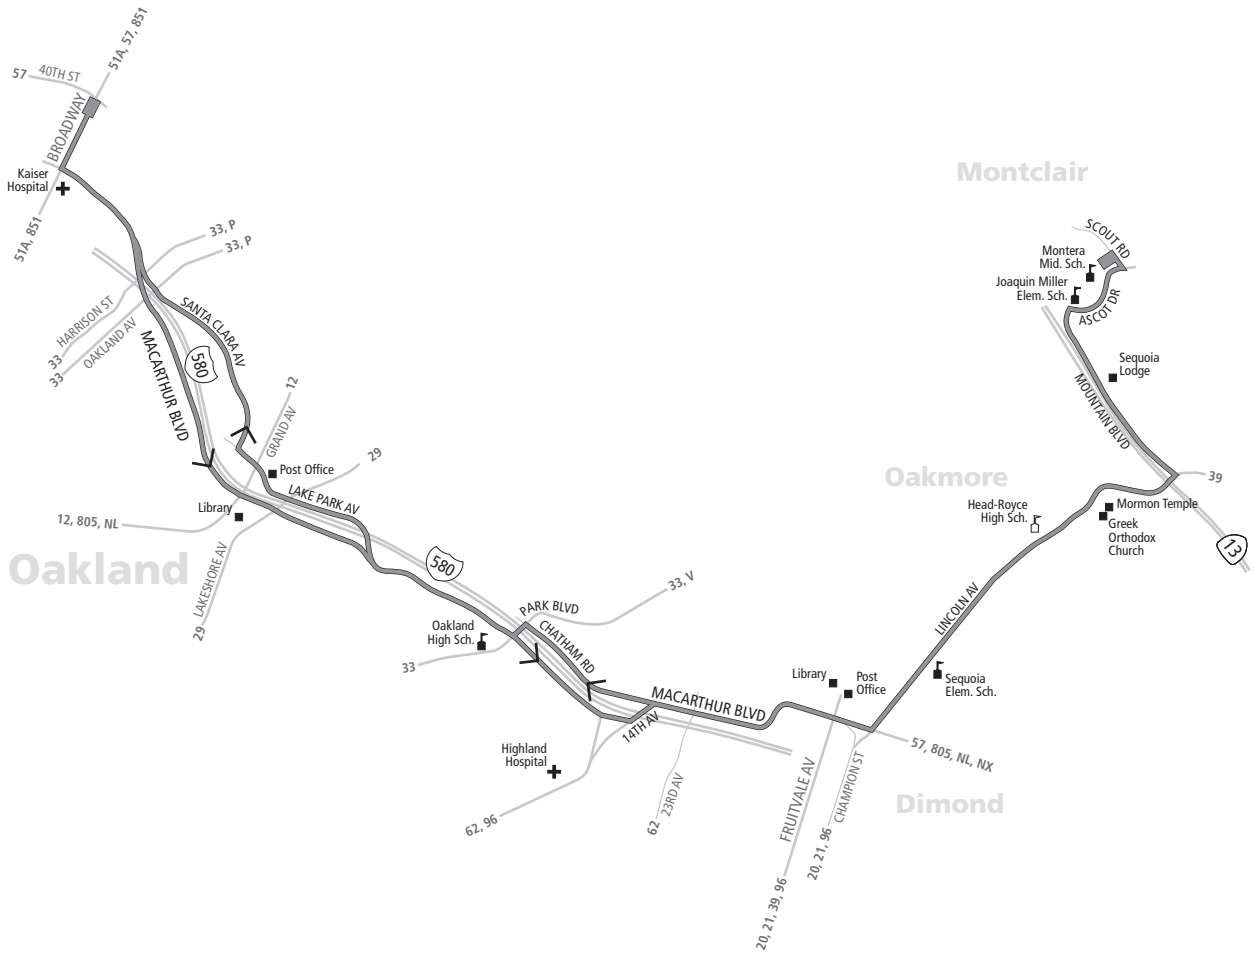 51A, 57, 851
57
40TH ST
BROADWAY
Kaiser
Hospital
51A, 851
33, P
33, P
HARRISON ST
33
OAKLAND AV
33
SANTA CLARA AV
MACARTHUR BLVD
580
12
GRAND AV
29
Post Office
LAKE PARK AV
Library
12, 805, NL
Oakland
LAKESHORE AV
29
580
PARK BLVD
33, V
CHATHAM RD
Oakland
High Sch.
33
MACARTHUR BLVD
14TH AV
Highland
Hospital
62, 96
62
23RD AV
Library
Post
Office
FRUITVALE AV
20, 21, 39, 96
CHAMPION ST
20, 21, 96
57, 805, NL, NX
Dimond
Sequoia
Elem. Sch.
LINCOLN AV
Head-Royce
High Sch.
Oakmore
Mormon Temple
Greek
Orthodox
Church
39
13
MOUNTAIN BLVD
Sequoia
Lodge
ASCOT DR
Joaquin Miller
Elem. Sch.
Montera
Mid. Sch.
SCOUT RD
Montclair